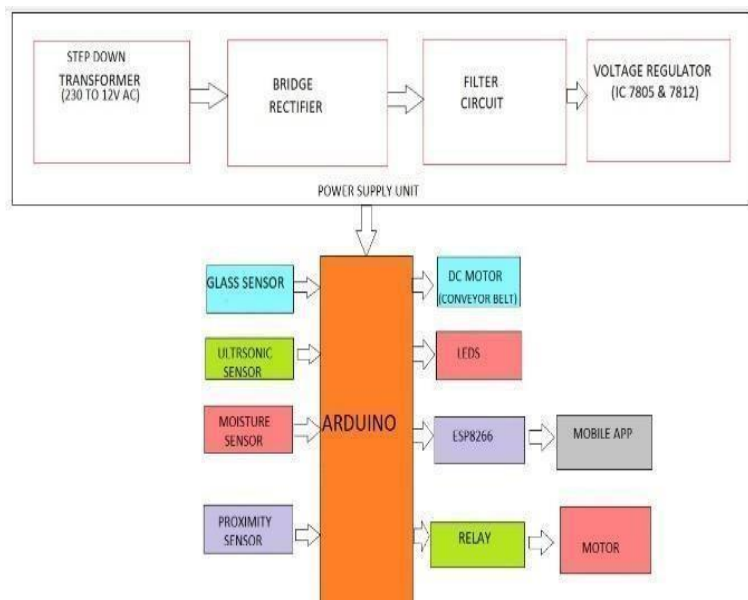 STEP DOWN
TRANSFORMER
(230 TO 12V AC)
BRIDGE
RECTIFIER
FILTER
CIRCUIT
VOLTAGE REGULATOR
(IC 7805 & 7812)
POWER SUPPLY UNIT
GLASS SENSOR
ULTRSONIC
SENSOR
MOISTURE
SENSOR
PROXIMITY
SENSOR
ARDUINO
DC MOTOR
(CONVEYOR BELT)
LEDS
ESP8266
MOBILE APP
RELAY
MOTOR